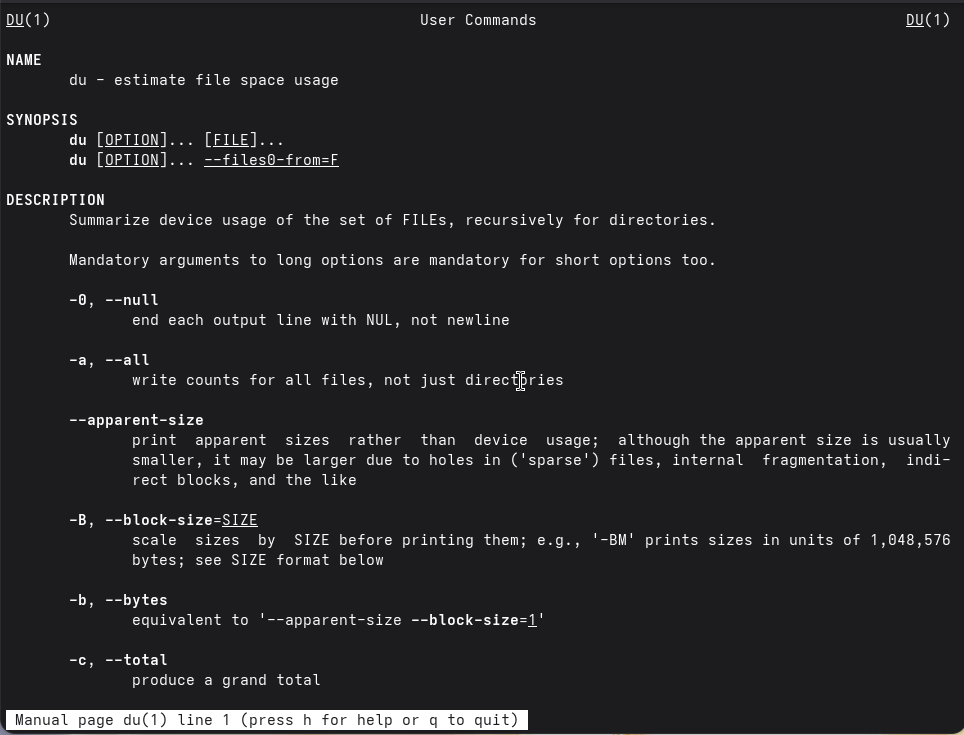 DU(1) User Commands DU(1)
NAME
du - estimate file space usage
SYNOPSIS
du [OPTION]... [FILE]...
du [OPTION]... --files0-from=F
DESCRIPTION
Summarize device usage of the set of FILEs, recursively for directories.
Mandatory arguments to long options are mandatory for short options too.
-0, --null
end each output line with NUL, not newline
-a, --all
write counts for all files, not just directories
--apparent-size
print apparent sizes rather than device usage; although the apparent size is usually
smaller, it may be larger due to holes in ('sparse') files, internal fragmentation, indi-
rect blocks, and the like
-B, --block-size=SIZE
scale sizes by SIZE before printing them; e.g., '-BM' prints sizes in units of 1,048,576
bytes; see SIZE format below
-b, --bytes
equivalent to '--apparent-size --block-size=1'
-c, --total
produce a grand total
Manual page du(1) line 1 (press h for help or q to quit)